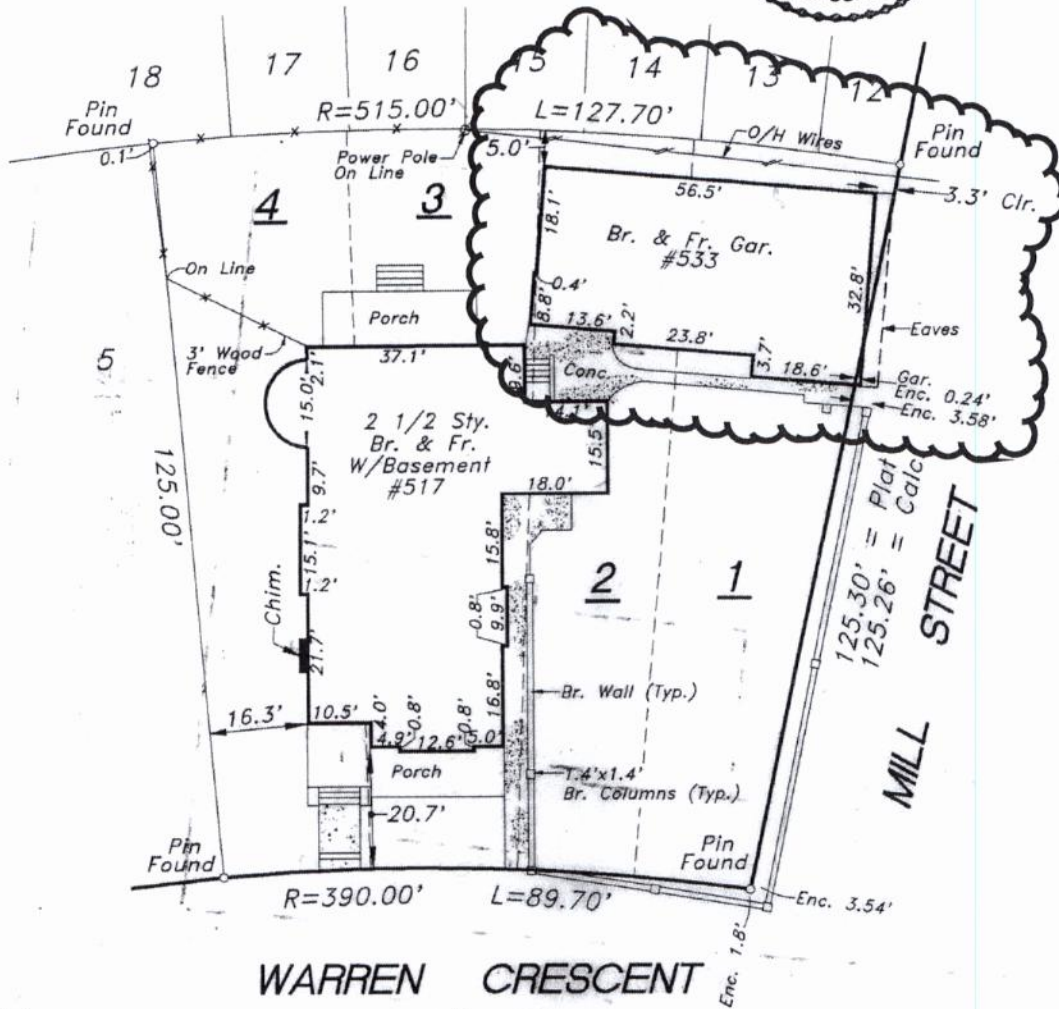 18
17
16
15
14
13
12
Pin
Found
R=515.00'
L=127.70'
O/H Wires
Pin
Found
0.1'
Power Pole
On Line
5.0'
3.3' Clr.
56.5'
4
3
18.1'
Br. & Fr. Gar.
#533
32.8'
On Line
0.4'
8.8'
13.6'
2.2'
23.8'
3.7'
18.6'
Eaves
Porch
5
3' Wood
Fence
2.1'
37.1'
9.6'
Conc.
Gar.
Enc. 0.24'
Enc. 3.58'
15.0'
2 1/2 Sty.
Br. & Fr.
W/Basement
#517
15.5'
125.00'
9.7'
18.0'
1.2'
15.1'
1.2'
15.8'
2
1
125.30' = Plat
125.26' = Calc
MILL STREET
Chim.
21.7'
0.8'
9.9'
Br. Wall (Typ.)
16.3'
10.5'
4.0'
0.8'
0.8'
16.8'
4.9'
12.6'
5.0'
Porch
1.4'x1.4'
Br. Columns (Typ.)
20.7'
Pin
Found
Pin
Found
R=390.00'
L=89.70'
Enc. 3.54'
Enc. 1.8'
WARREN CRESCENT